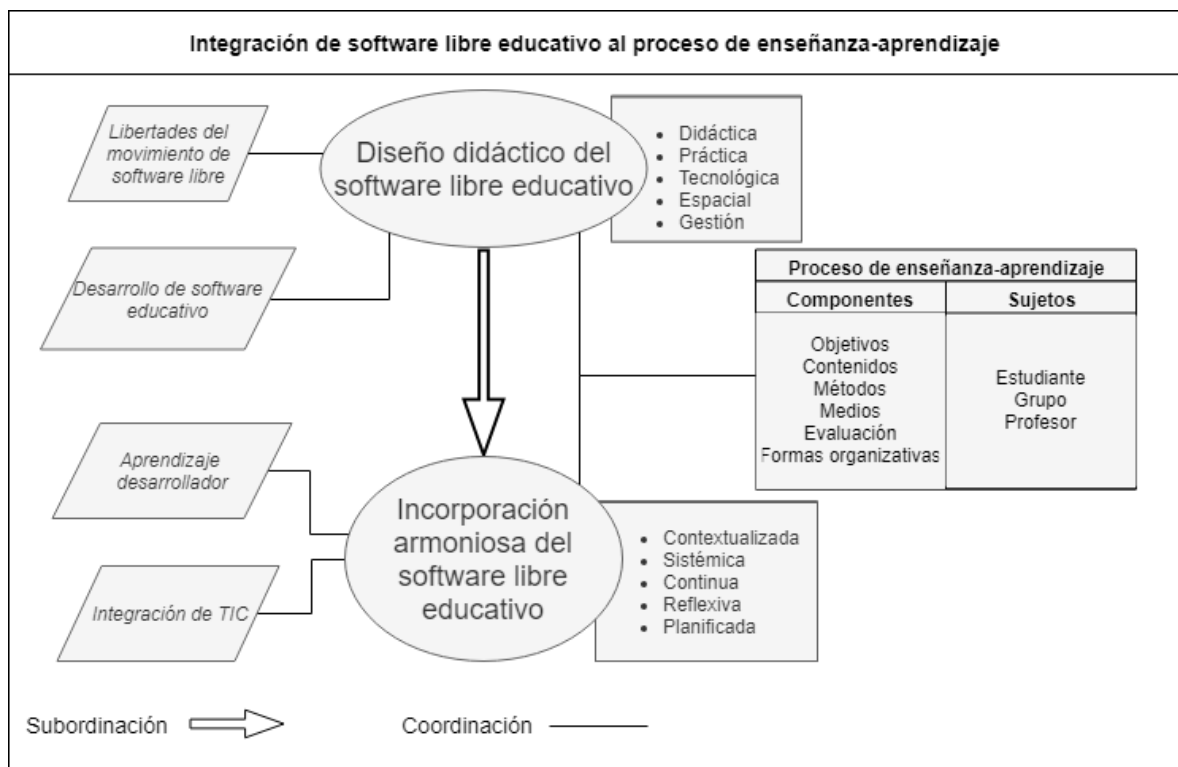 Integración de software libre educativo al proceso de enseñanza-aprendizaje
Libertades del
movimiento de
software libre
Diseño didáctico del
software libre educativo
• Didáctica
• Práctica
• Tecnológica
• Espacial
• Gestión
Desarrollo de software
educativo
Proceso de enseñanza-aprendizaje
Componentes
Objetivos
Contenidos
Métodos
Medios
Evaluación
Formas organizativas
Sujetos
Estudiante
Grupo
Profesor
Aprendizaje
desarrollador
Integración de TIC
Incorporación
armoniosa del
software libre
educativo
• Contextualizada
• Sistémica
• Continua
• Reflexiva
• Planificada
Subordinación
Coordinación